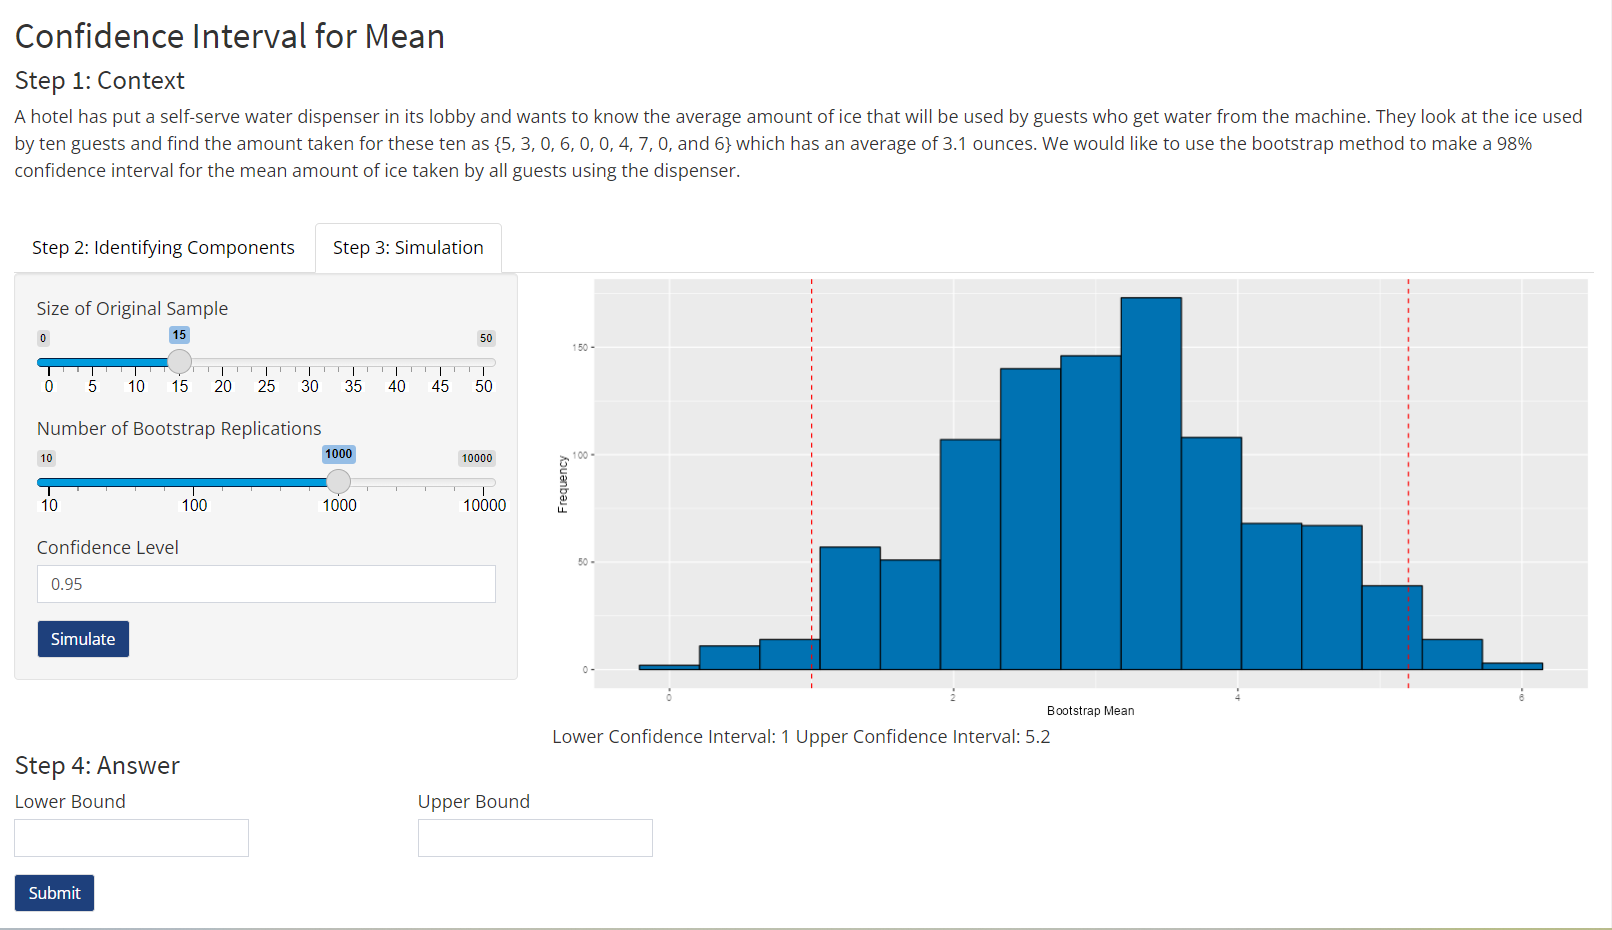 Confidence Interval for Mean
Step 1: Context
A hotel has put a self-serve water dispenser in its lobby and wants to know the average amount of ice that will be used by guests who get water from the machine. They look at the ice used
by ten guests and find the amount taken for these ten as {5, 3, 0, 6, 0, 0, 4, 7, 0, and 6} which has an average of 3.1 ounces. We would like to use the bootstrap method to make a 98%
confidence interval for the mean amount of ice taken by all guests using the dispenser.
Step 2: Identifying Components
Step 3: Simulation
Size of Original Sample
0 15 50
0 5 10 15 20 25 30 35 40 45 50
Number of Bootstrap Replications
10 1000 10000
10 100 1000 10000
Confidence Level
0.95
Simulate
Frequency
150
100
50
0
0 2 4 6
Bootstrap Mean
Lower Confidence Interval: 1 Upper Confidence Interval: 5.2
Step 4: Answer
Lower Bound
Upper Bound
Submit